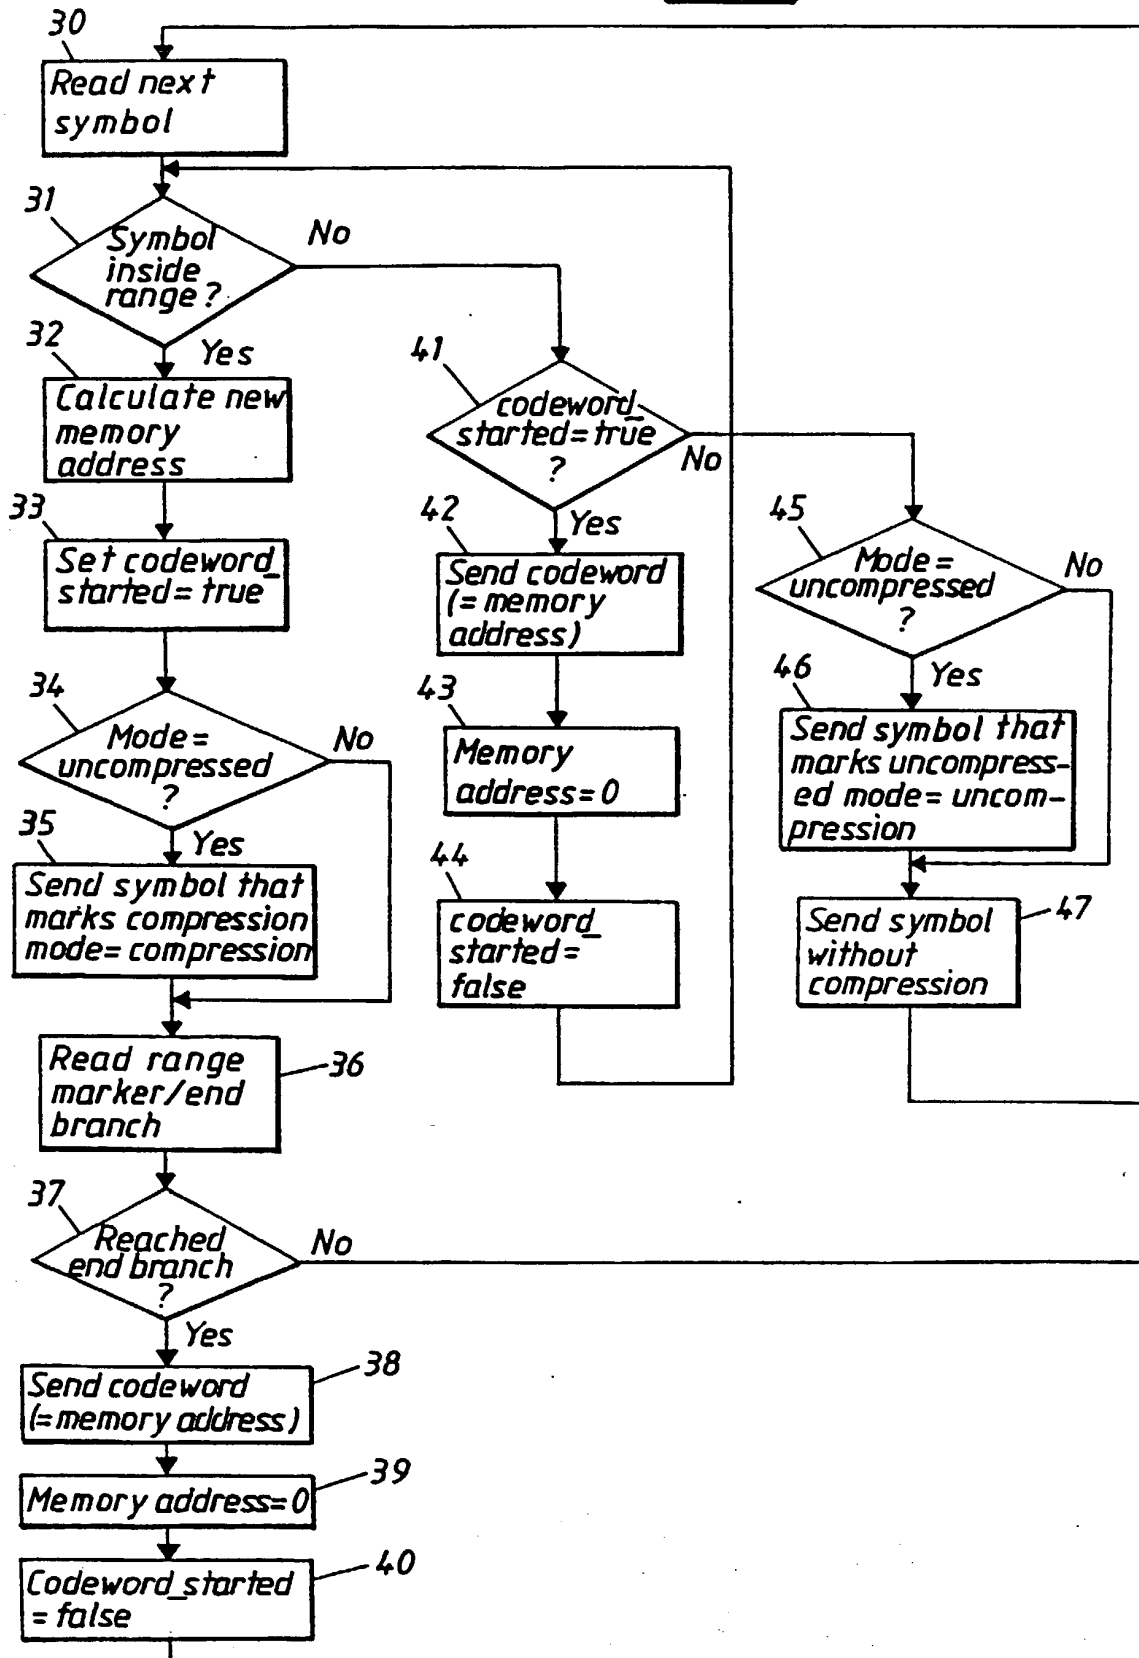 30
Read next
symbol
31
Symbol
inside
range?
No
Yes
32
Calculate new
memory
address
33
Set codeword_
started=true
34
Mode=
uncompressed
?
No
Yes
35
Send symbol that
marks compression
mode=compression
Read range
marker/end
branch
36
37
Reached
end branch
?
No
Yes
Send codeword
(=memory address)
38
Memory address=0
39
Codeword_started
=false
40
41
codeword_
started=true
?
No
Yes
42
Send codeword
(=memory
address)
43
Memory
address=0
44
codeword_
started=
false
45
Mode=
uncompressed
?
No
Yes
46
Send symbol that
marks uncompress-
ed mode=uncom-
pression
Send symbol
without
compression
47